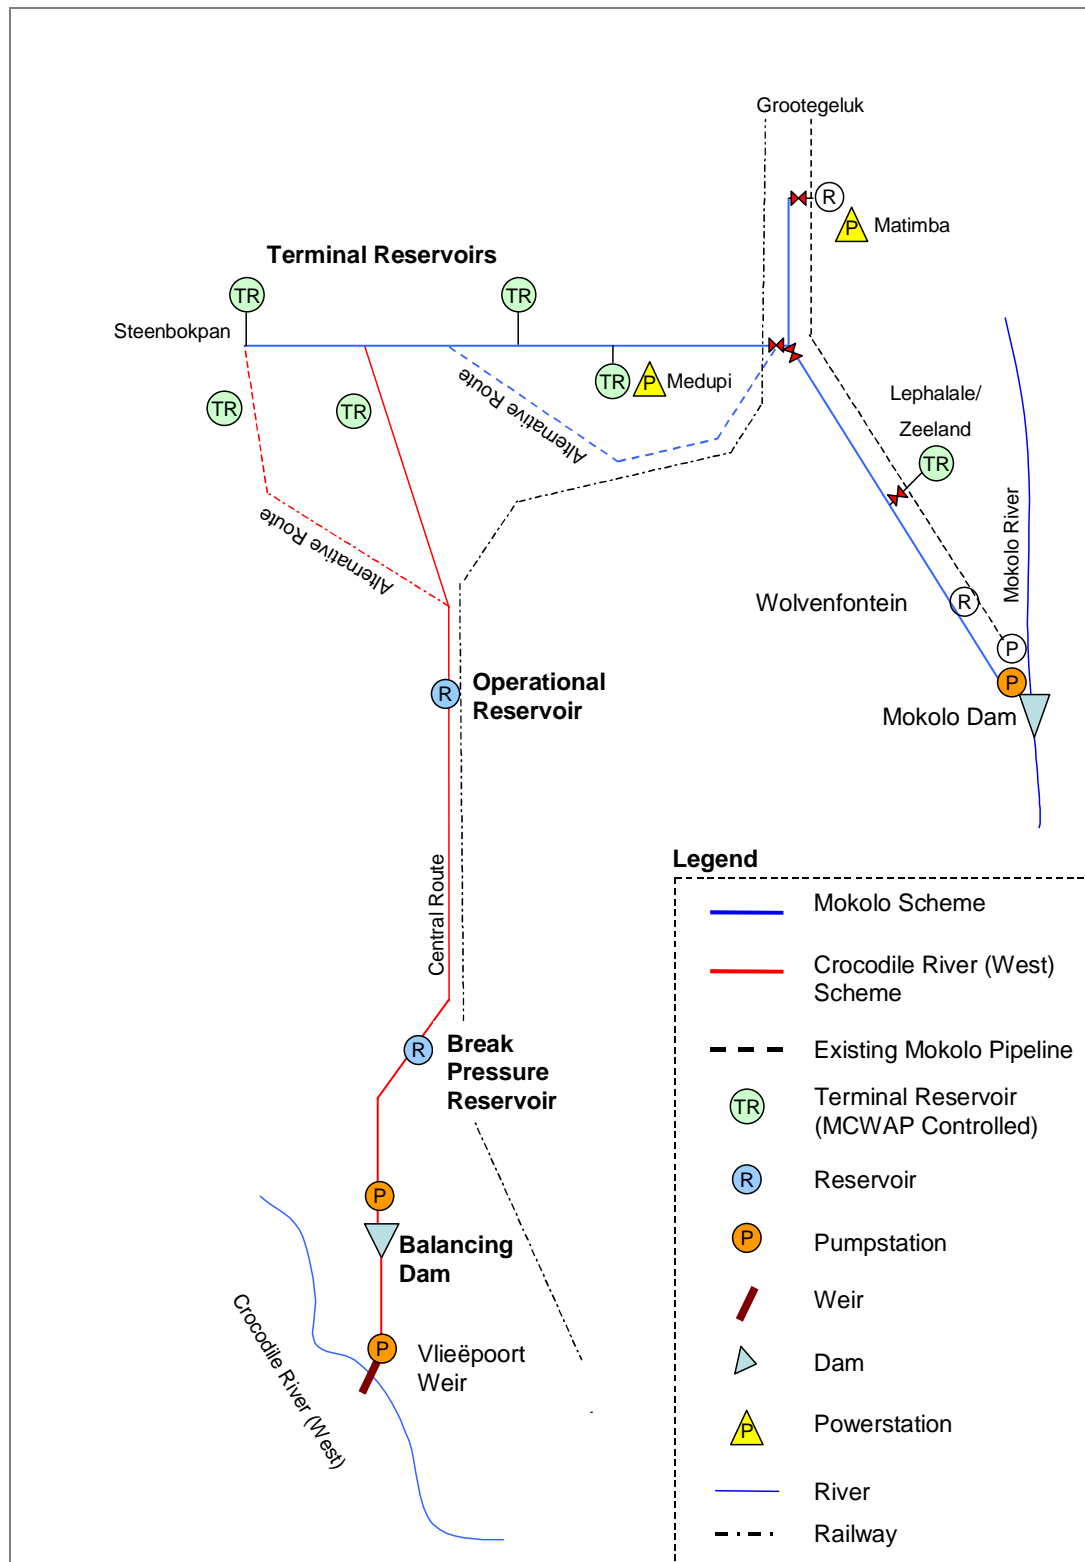 Grootegeluk
R
P
Matimba
Terminal Reservoirs
TR
TR
Steenbokpan
TR
P
Medupi
TR
TR
Alternative Route
Lephalale/
Zeeland
TR
Alternative Route
Mokolo River
Wolvenfontein
R
P
P
Mokolo Dam
R
Operational
Reservoir
Central Route
R
Break
Pressure
Reservoir
P
Balancing
Dam
P
Vlieëpoort
Weir
Crocodile River (West)
Legend
Mokolo Scheme
Crocodile River (West)
Scheme
Existing Mokolo Pipeline
TR
Terminal Reservoir
(MCWAP Controlled)
R
Reservoir
P
Pumpstation
Weir
Dam
P
Powerstation
River
Railway